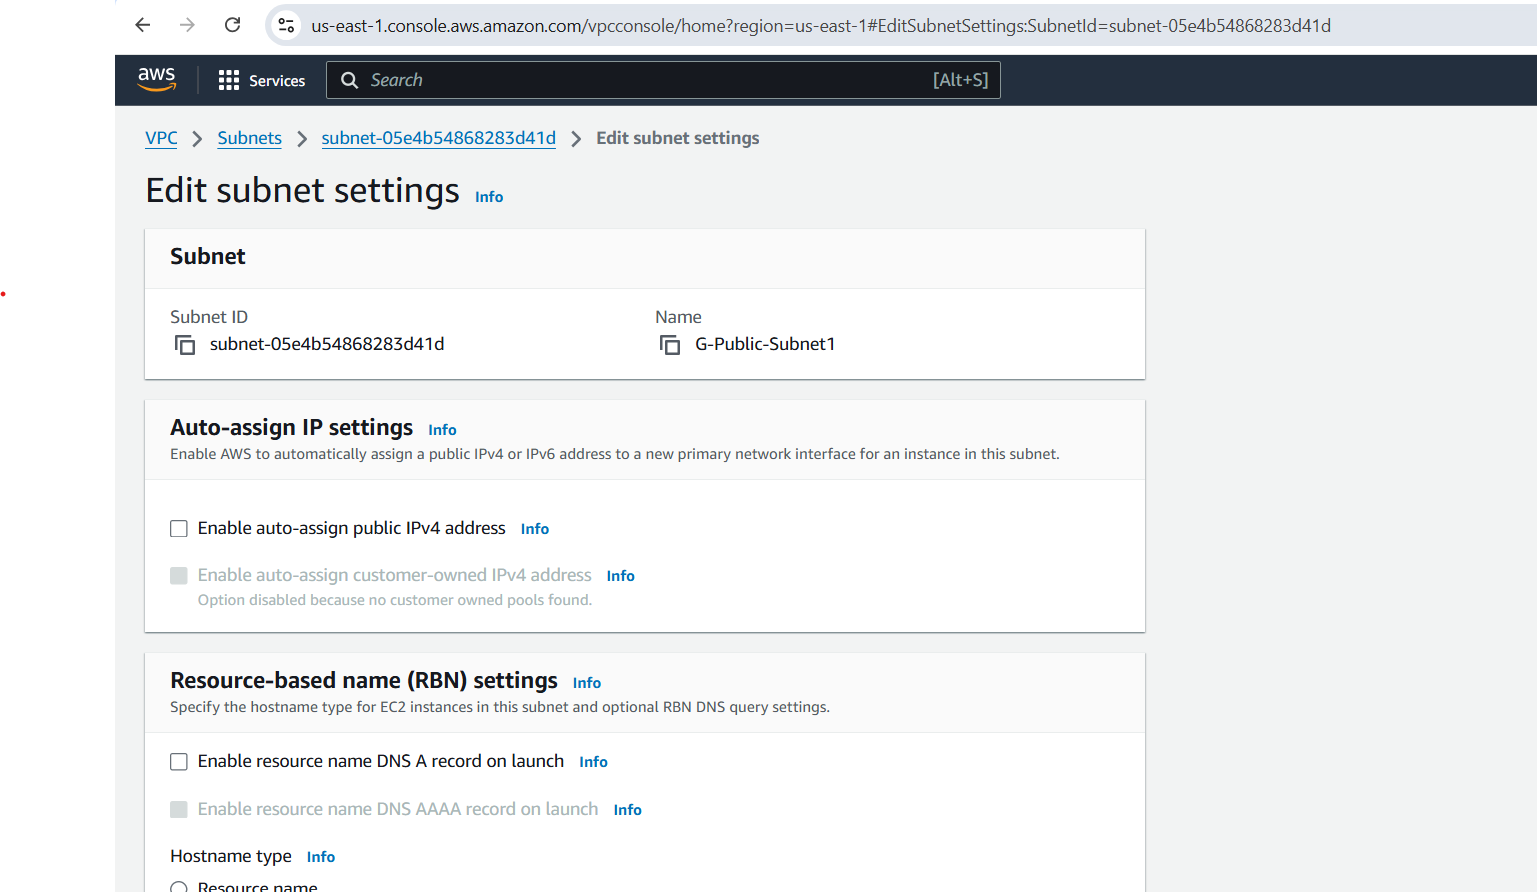 us-east-1.console.aws.amazon.com/vpcconsole/home?region=us-east-1#EditSubnetSettings:SubnetId=subnet-05e4b54868283d41d
aws Services Search [Alt+S]
VPC > Subnets > subnet-05e4b54868283d41d > Edit subnet settings
Edit subnet settings Info
Subnet
Subnet ID Name
subnet-05e4b54868283d41d G-Public-Subnet1
Auto-assign IP settings Info
Enable AWS to automatically assign a public IPv4 or IPv6 address to a new primary network interface for an instance in this subnet.
Enable auto-assign public IPv4 address Info
Enable auto-assign customer-owned IPv4 address Info
Option disabled because no customer owned pools found.
Resource-based name (RBN) settings Info
Specify the hostname type for EC2 instances in this subnet and optional RBN DNS query settings.
Enable resource name DNS A record on launch Info
Enable resource name DNS AAAA record on launch Info
Hostname type Info
Resource name